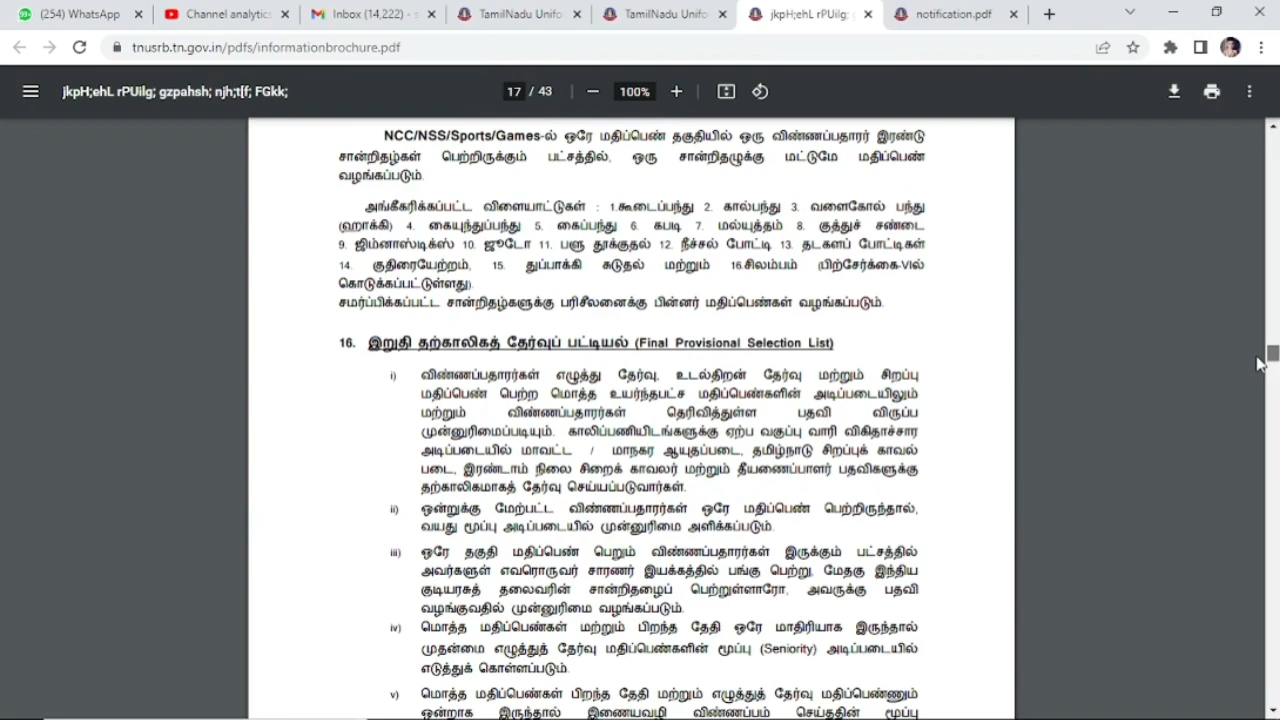 (254) WhatsApp
Channel analytics
Inbox (14,222) - s
TamilNadu Unifo
TamilNadu Unifo
jkpH;ehL rPUilg; g
notification.pdf
tnusrb.tn.gov.in/pdfs/informationbrochure.pdf
jkpH;ehL rPUilg; gzpahsh; njh;t[f; FGkk;
17 / 43
100%
NCC/NSS/Sports/Games-ல் ஒரே மதிப்பெண் தகுதியில் ஒரு விண்ணப்பதாரர் இரண்டு
சான்றிதழ்கள் பெற்றிருக்கும் பட்சத்தில், ஒரு சான்றிதழுக்கு மட்டுமே மதிப்பெண்
வழங்கப்படும்.
அங்கீகரிக்கப்பட்ட விளையாட்டுகள் : 1.கூடைப்பந்து 2. கால்பந்து 3. வளைகோல் பந்து
(ஹாக்கி) 4. கையுந்துப்பந்து 5. கைப்பந்து 6. கபடி 7. மல்யுத்தம் 8. குத்துச் சண்டை
9. ஜிம்னாஸ்டிக்ஸ் 10. ஜூடோ 11. பளு தூக்குதல் 12. நீச்சல் போட்டி 13. தடகளப் போட்டிகள்
14. குதிரையேற்றம், 15. துப்பாக்கி சுடுதல் மற்றும் 16.சிலம்பம் (பிற்சேர்க்கை-VIல்
கொடுக்கப்பட்டுள்ளது).
சமர்ப்பிக்கப்பட்ட சான்றிதழ்களுக்கு பரிசீலனைக்கு பின்னர் மதிப்பெண்கள் வழங்கப்படும்.
16. இறுதி தற்காலிகத் தேர்வுப் பட்டியல் (Final Provisional Selection List)
i) விண்ணப்பதாரர்கள் எழுத்து தேர்வு, உடல்திறன் தேர்வு மற்றும் சிறப்பு
மதிப்பெண் பெற்ற மொத்த உயர்ந்தபட்ச மதிப்பெண்களின் அடிப்படையிலும்
மற்றும் விண்ணப்பதாரர்கள் தெரிவித்துள்ள பதவி விருப்ப
முன்னுரிமைப்படியும். காலிப்பணியிடங்களுக்கு ஏற்ப வகுப்பு வாரி விகிதாச்சார
அடிப்படையில் மாவட்ட / மாநகர ஆயுதப்படை, தமிழ்நாடு சிறப்புக் காவல்
படை, இரண்டாம் நிலை சிறைக் காவலர் மற்றும் தீயணைப்பாளர் பதவிகளுக்கு
தற்காலிகமாகத் தேர்வு செய்யப்படுவார்கள்.
ii) ஒன்றுக்கு மேற்பட்ட விண்ணப்பதாரர்கள் ஒரே மதிப்பெண் பெற்றிருந்தால்,
வயது மூப்பு அடிப்படையில் முன்னுரிமை அளிக்கப்படும்.
iii) ஒரே தகுதி மதிப்பெண் பெறும் விண்ணப்பதாரர்கள் இருக்கும் பட்சத்தில்
அவர்களுள் எவரொருவர் சாரணர் இயக்கத்தில் பங்கு பெற்று, மேதகு இந்திய
குடியரசுத் தலைவரின் சான்றிதழைப் பெற்றுள்ளாரோ, அவருக்கு பதவி
வழங்குவதில் முன்னுரிமை வழங்கப்படும்.
iv) மொத்த மதிப்பெண்கள் மற்றும் பிறந்த தேதி ஒரே மாதிரியாக இருந்தால்
முதன்மை எழுத்துத் தேர்வு மதிப்பெண்களின் மூப்பு (Seniority) அடிப்படையில்
எடுத்துக் கொள்ளப்படும்.
v) மொத்த மதிப்பெண்கள் பிறந்த தேதி மற்றும் எழுத்துத் தேர்வு மதிப்பெண்ணும்
ஒன்றாக இருந்தால் இணையவழி விண்ணப்பம் செய்ததின் மூப்பு